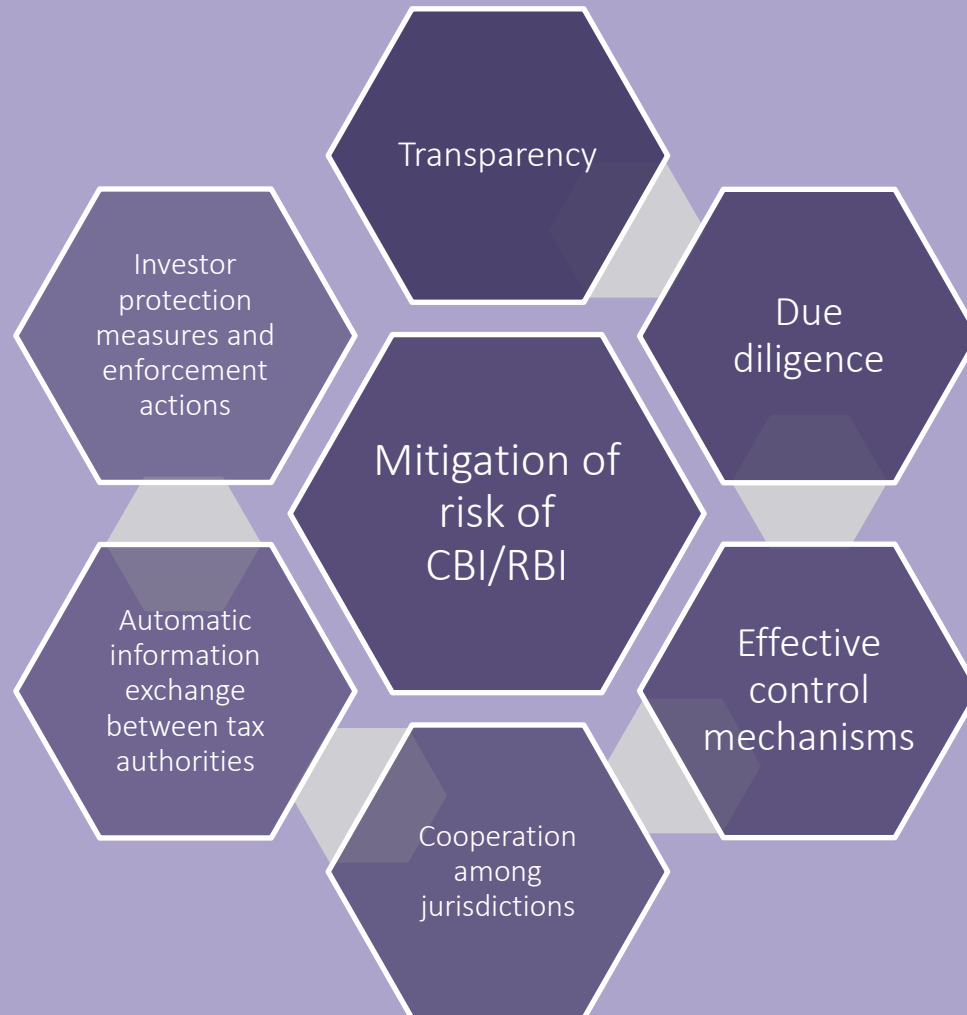 Transparency
Due
diligence
Effective
control
mechanisms
Cooperation
among
jurisdictions
Automatic
information
exchange
between tax
authorities
Investor
protection
measures and
enforcement
actions
Mitigation of
risk of
CBI/RBI